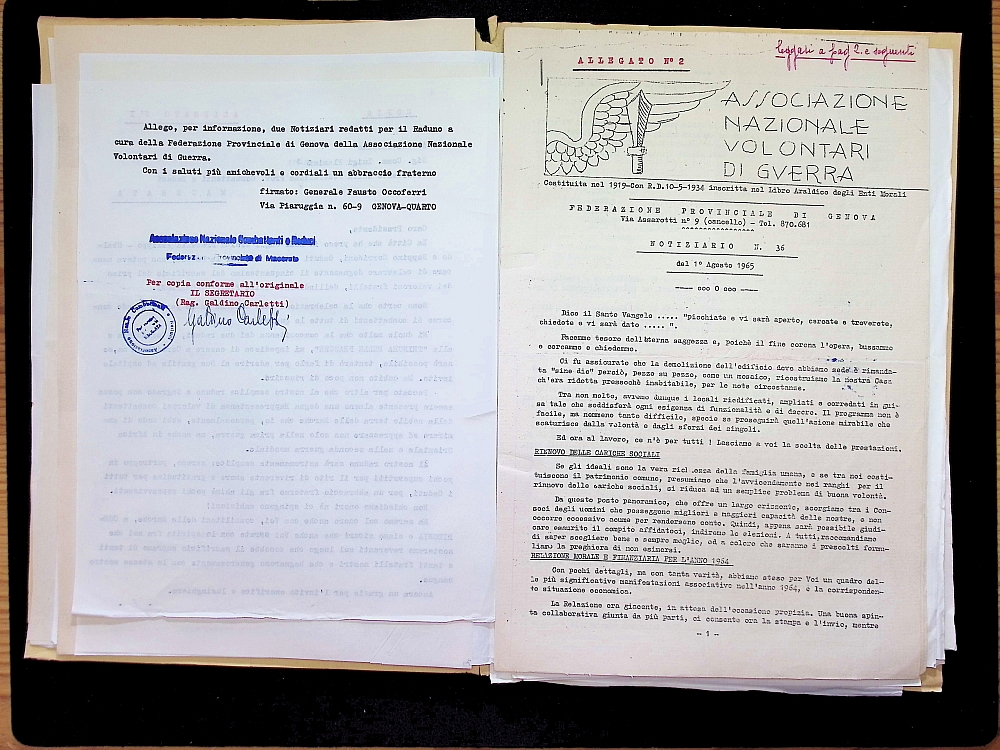 Allego, per informazione, due Notiziari redatti per il Raduno a
cura della Federazione Provinciale di Genova della Associazione Nazionale
Volontari di Guerra.
Con i saluti più amichevoli e cordiali un abbraccio fraterno
firmato: Generale Fausto Occoferri
Via Piaruggia n. 60-9 GENOVA-QUARTO
Associazione Nazionale Combattenti e Reduci
Provinciale di Macerata
Per copia conforme all'originale
IL SEGRETARIO
(Rag. Galdino Carletti)
Galdino Carletti
leggasi a pag 2. e seguenti
ALLEGATO N° 2
ASSOCIAZIONE
NAZIONALE
VOLONTARI
DI GUERRA
Costituita nel 1919-Con R.D.10-5-1934 inscritta nel Libro Araldico degli Enti Morali
FEDERAZIONE PROVINCIALE DI GENOVA
Via Assarotti n° 9 (cancello) - Tel. 870.681
NOTIZIARIO N. 36
del 1° Agosto 1965
--- ooo O ooo ---
Dice il Santo Vangelo ..... "picchiate e vi sarà aperto, cercate e troverete,
chiedete e vi sarà dato ..... ".
Facemmo tesoro dell'eterna saggezza e, poichè il fine corona l'opera, bussammo
e cercammo e chiedemmo.
Ci fu assicurato che la demolizione dell'edificio dove abbiamo sede è rimanda-
ta "sine die" perciò, pezzo su pezzo, come un mosaico, ricostruimmo la nostra Casa
ch'era ridotta pressochè inabitabile, per le note circostanze.
Tra non molto, avremo dunque i locali riedificati, ampliati e corredati in gui-
sa tale che soddisferà ogni esigenza di funzionalità e di decoro. Il programma non è
facile, ma nemmeno tanto difficile, specie se proseguirà quell'azione mirabile che
scaturisce dalla volontà e dagli sforzi dei singoli.
Ed ora al lavoro, ce n'è per tutti ! Lasciamo a voi la scelta delle prestazioni.
RINNOVO DELLE CARICHE SOCIALI
Se gli ideali sono la vera ricchezza della famiglia umana, e se tra noi costi-
tuiscono il patrimonio comune, presumiamo che l'avvicendamento nei ranghi per il
rinnovo delle cariche sociali, si riduca ad un semplice problema di buona volontà.
Da questo posto panoramico, che offre un largo orizzonte, scorgiamo tra i Con-
soci degli uomini che posseggono migliori e maggiori capacità delle nostre, e non
occorre eccessivo acume per rendersene conto. Quindi, appena sarà possibile giudi-
care esaurito il compito affidatoci, indiremo le elezioni. A tutti, raccomandiamo
di saper scegliere bene e sempre meglio, ed a coloro che saranno i prescelti formu-
liamo la preghiera di non esimersi.
RELAZIONE MORALE E FINANZIARIA PER L'ANNO 1964
Con pochi dettagli, ma con tanta verità, abbiamo steso per Voi un quadro del-
le più significative manifestazioni associative nell'anno 1964, e la corrisponden-
te situazione economica.
La Relazione era giacente, in attesa dell'occasione propizia. Una buona spin-
ta collaborativa giunta da più parti, ci consente ora la stampa e l'invio, mentre
-- 1 --